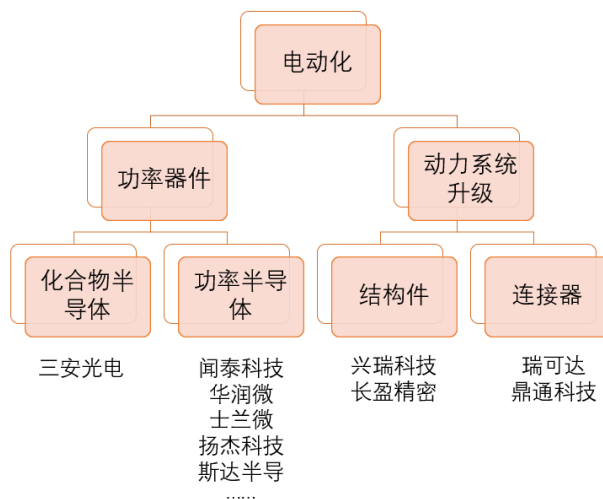 电动化
功率器件
动力系统
升级
化合物半
导体
功率半导
体
结构件
连接器
三安光电
闻泰科技
华润微
士兰微
扬杰科技
斯达半导
......
兴瑞科技
长盈精密
瑞可达
鼎通科技